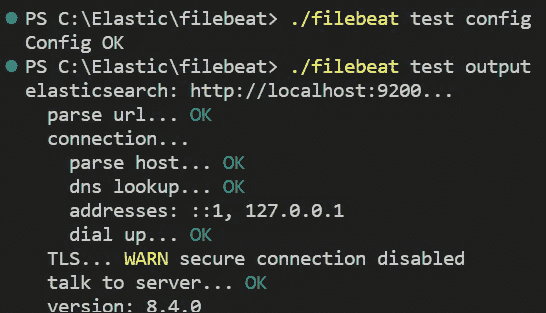 PS C:\Elastic\filebeat> ./filebeat test config
Config OK
PS C:\Elastic\filebeat> ./filebeat test output
elasticsearch: http://localhost:9200...
  parse url... OK
  connection...
    parse host... OK
    dns lookup... OK
    addresses: ::1, 127.0.0.1
    dial up... OK
  TLS... WARN secure connection disabled
  talk to server... OK
  version: 8.4.0